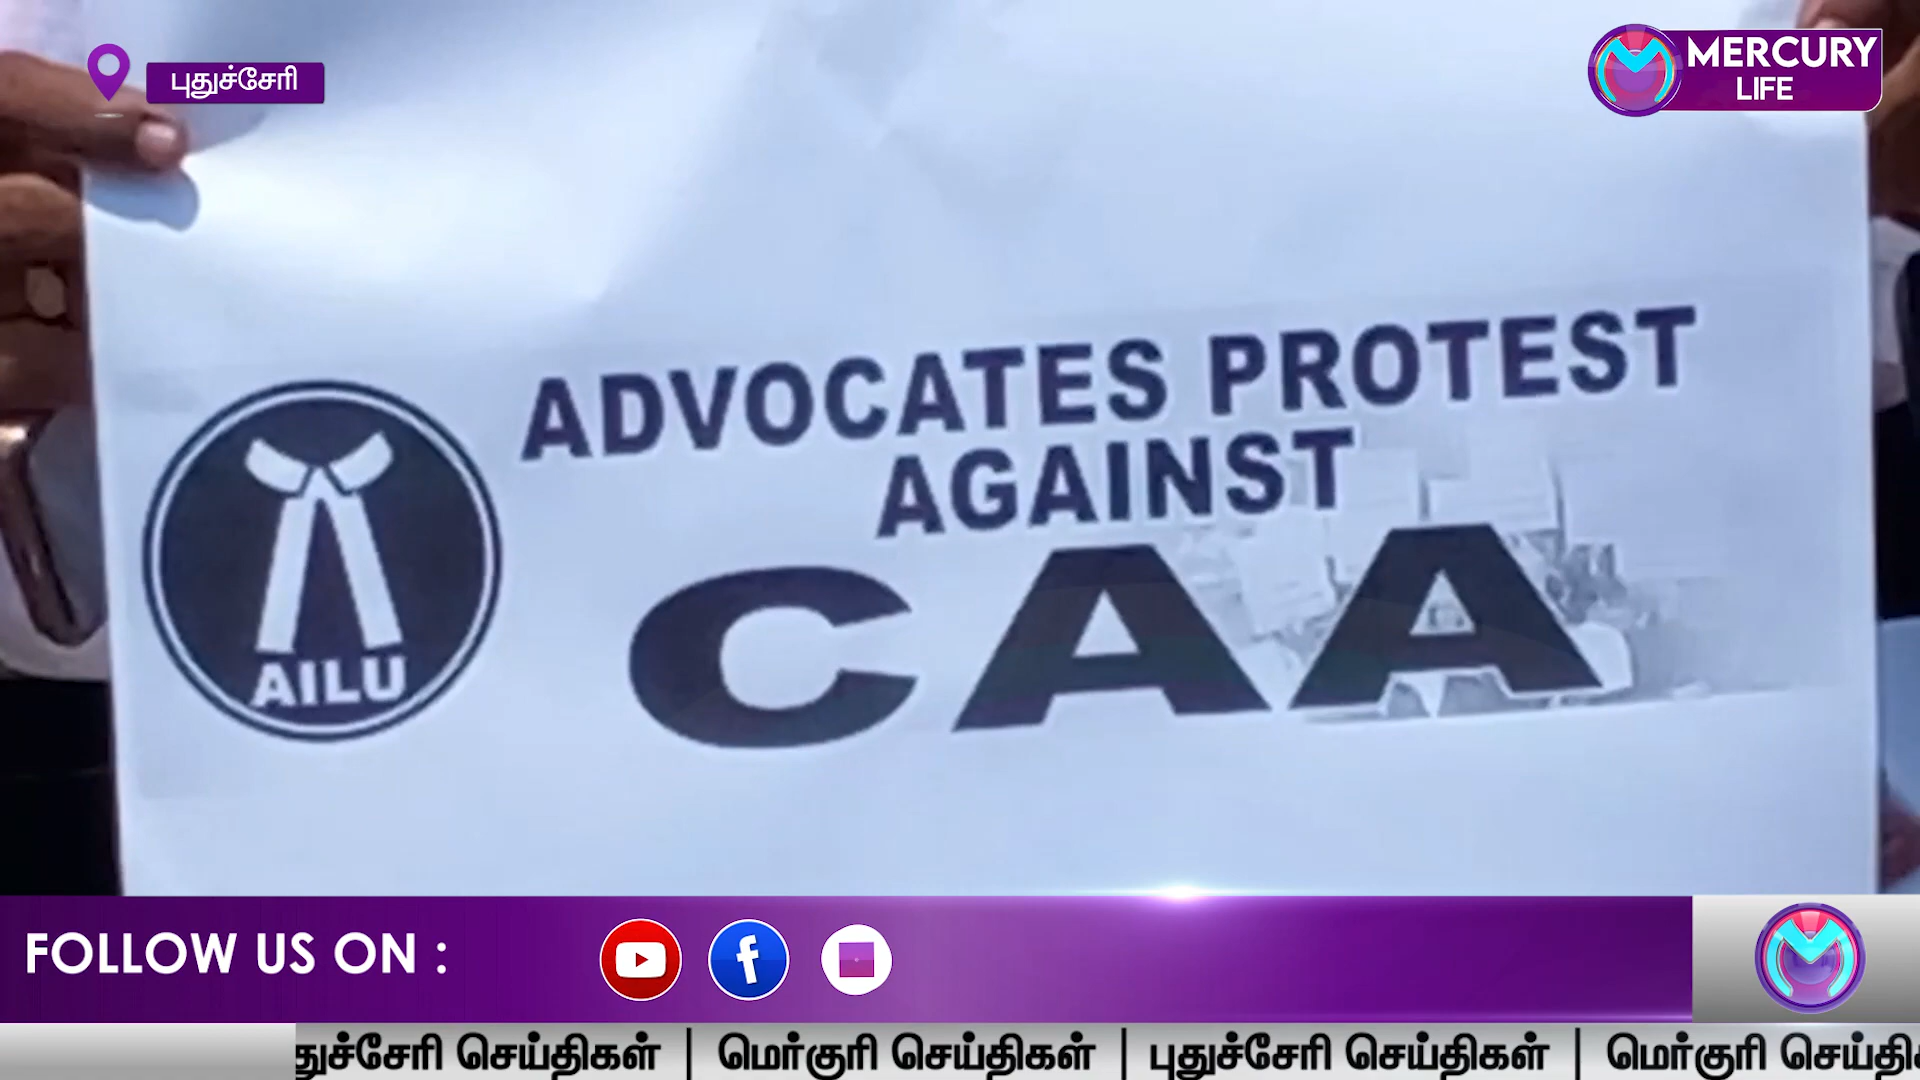 புதுச்சேரி
MERCURY
LIFE
ADVOCATES PROTEST
AGAINST
CAA
AILU
FOLLOW US ON :
துச்சேரி செய்திகள் | மெர்குரி செய்திகள் | புதுச்சேரி செய்திகள் | மெர்குரி செய்தி